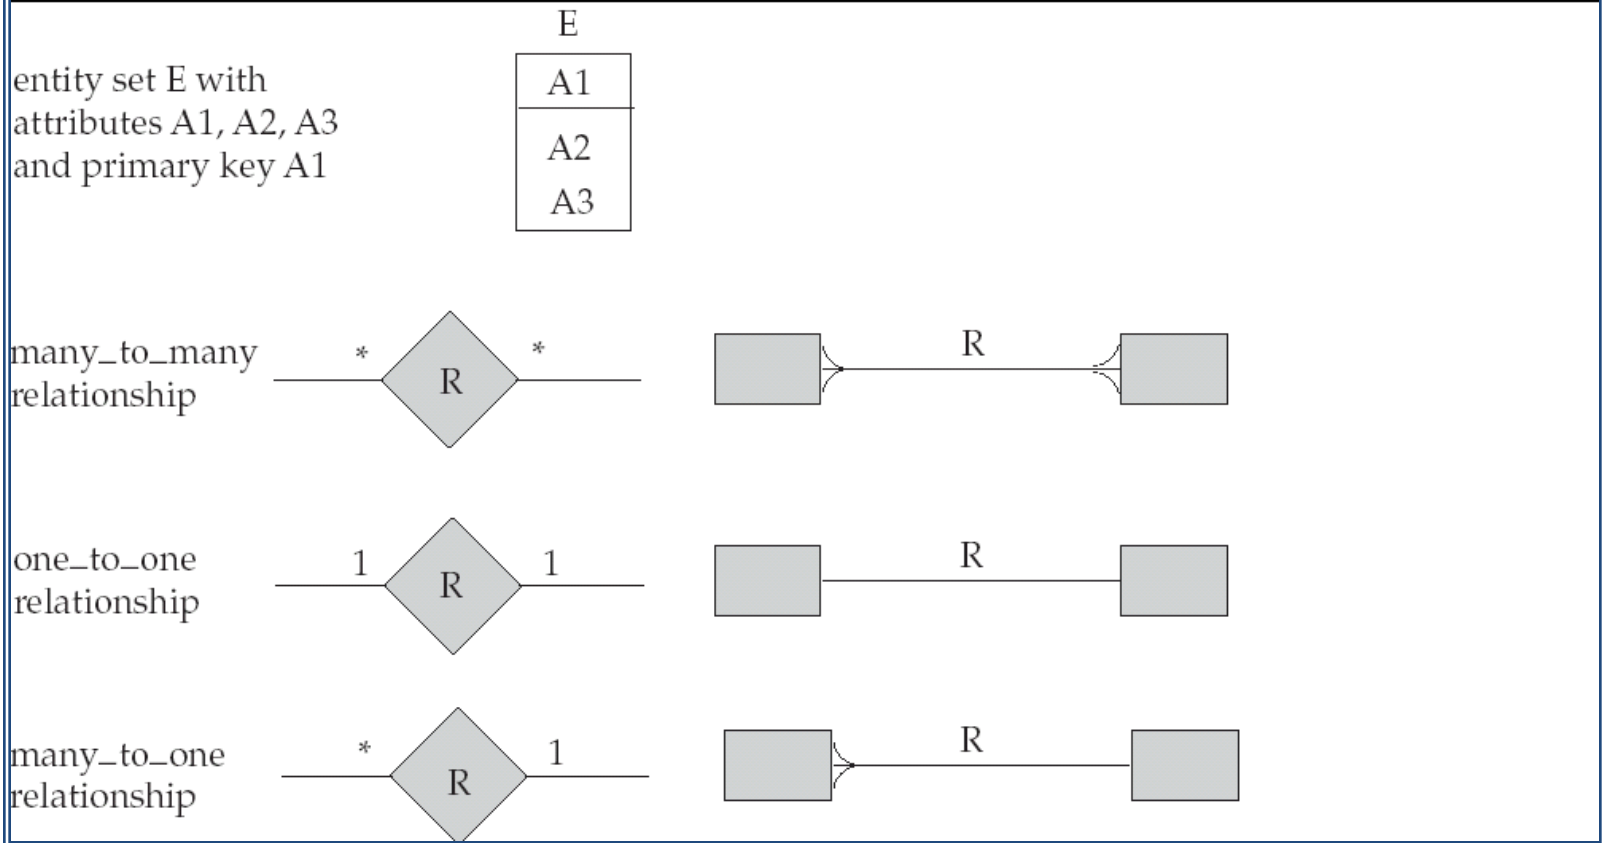 E
entity set E with
attributes A1, A2, A3
and primary key A1
A1
A2
A3
many_to_many
relationship
* R *
R
one_to_one
relationship
1 R 1
R
many_to_one
relationship
* R 1
R